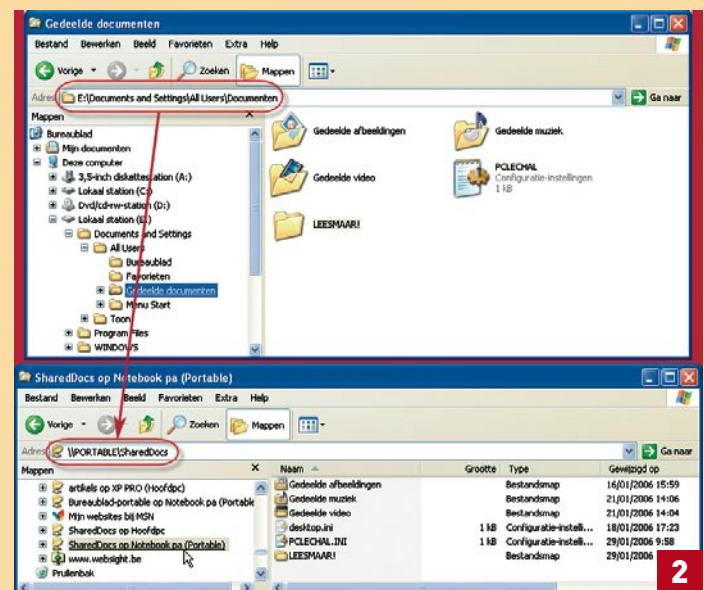 Gedeelde documenten
Bestand Bewerken Beeld Favorieten Extra Help
Vorige Zoeken Mappen
Adres E:\Documents and Settings\All Users\Documenten Ga naar
Mappen
Bureaublad
Mijn documenten
Deze computer
3,5-inch diskettestation (A:)
Lokaal station (C:)
Dvd/cd-rw-station (D:)
Lokaal station (E:)
Documents and Settings
All Users
Bureaublad
Favorieten
Gedeelde documenten
Menu Start
Toon
Program Files
WINDOWS
Gedeelde afbeeldingen
Gedeelde muziek
Gedeelde video
PCLECHAL
Configuratie-instellingen
1 kB
LEESMAAR!
SharedDocs op Notebook pa (Portable)
Bestand Bewerken Beeld Favorieten Extra Help
Vorige Zoeken Mappen
Adres \\PORTABLE\SharedDocs Ga naar
Mappen
artikels op XP PRO (Hoofdpc)
Bureaublad-portable op Notebook pa (Portable
Mijn websites bij MSN
SharedDocs op Hoofdpc
SharedDocs op Notebook pa (Portable)
www.websight.be
Prullenbak
Naam Grootte Type Gewijzigd op
Gedeelde afbeeldingen Bestandsmap 16/01/2006 15:59
Gedeelde muziek Bestandsmap 21/01/2006 14:06
Gedeelde video Bestandsmap 21/01/2006 14:04
desktop.ini 1 kB Configuratie-instelli... 18/01/2006 17:23
PCLECHAL.INI 1 kB Configuratie-instelli... 29/01/2006 9:58
LEESMAAR! Bestandsmap 29/01/2006
2